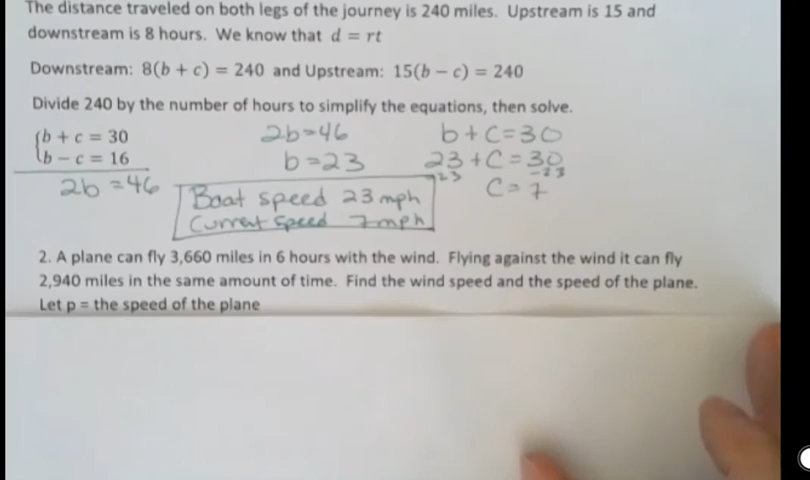 The distance traveled on both legs of the journey is 240 miles. Upstream is 15 and
downstream is 8 hours. We know that d = rt
Downstream: 8(b + c) = 240 and Upstream: 15(b − c) = 240
Divide 240 by the number of hours to simplify the equations, then solve.
{b + c = 30
b − c = 16
2b = 46
2b = 46
b = 23
b + c = 30
23 + c = 30
-23 -23
c = 7
Boat speed 23 mph
Current speed 7 mph
2. A plane can fly 3,660 miles in 6 hours with the wind. Flying against the wind it can fly
2,940 miles in the same amount of time. Find the wind speed and the speed of the plane.
Let p = the speed of the plane